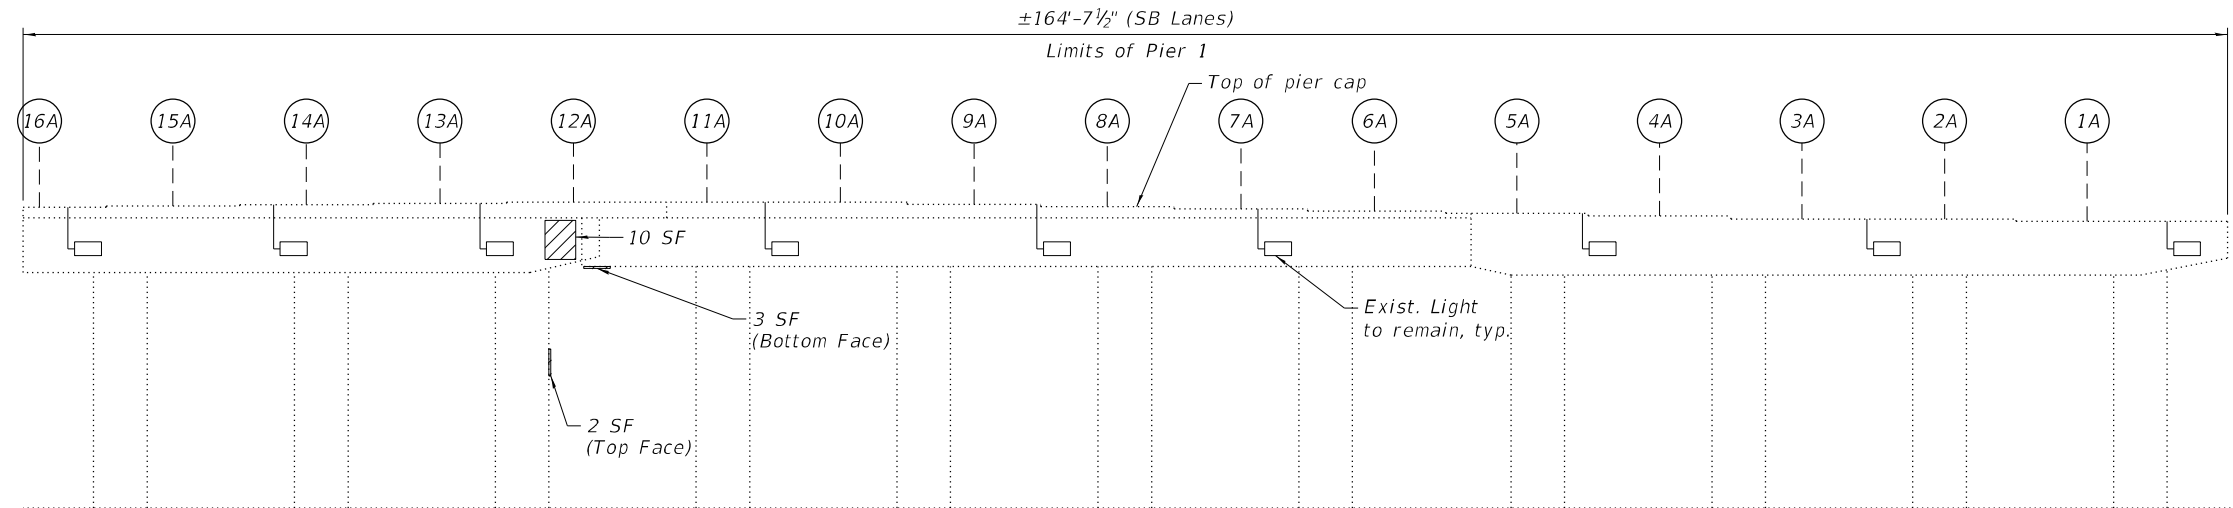 ±164'-7½" (SB Lanes)
Limits of Pier 1
Top of pier cap
16A
15A
14A
13A
12A
11A
10A
9A
8A
7A
6A
5A
4A
3A
2A
1A
10 SF
3 SF
(Bottom Face)
Exist. Light
to remain, typ.
2 SF
(Top Face)